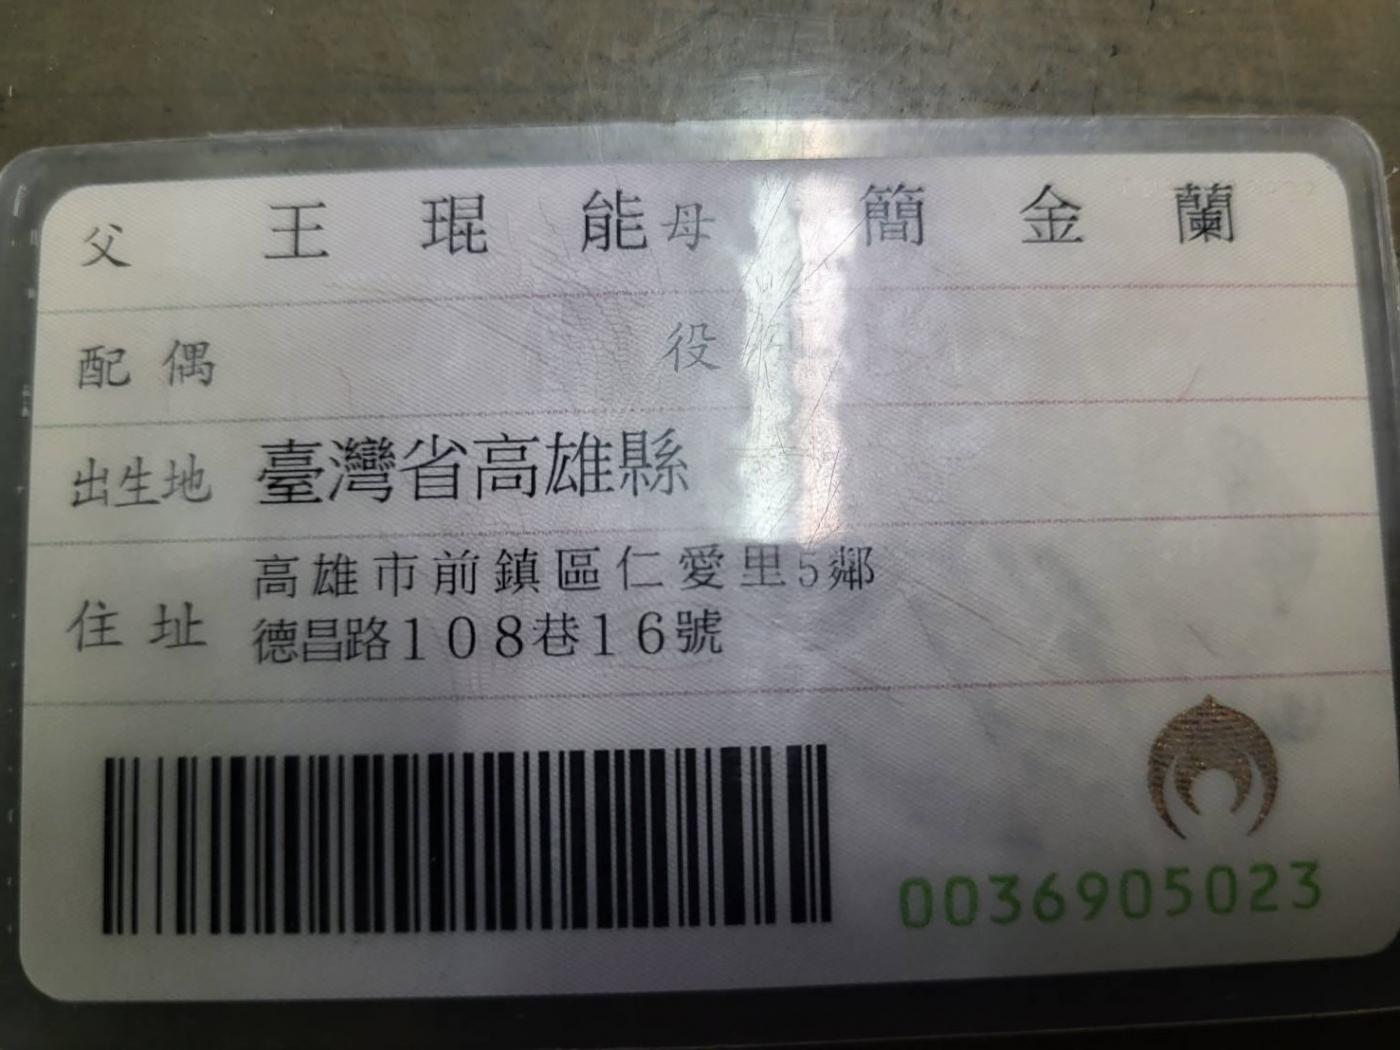 父 王琨能 母 簡金蘭
配偶 役別
出生地 臺灣省高雄縣
住址 高雄市前鎮區仁愛里5鄰
德昌路108巷16號
0036905023